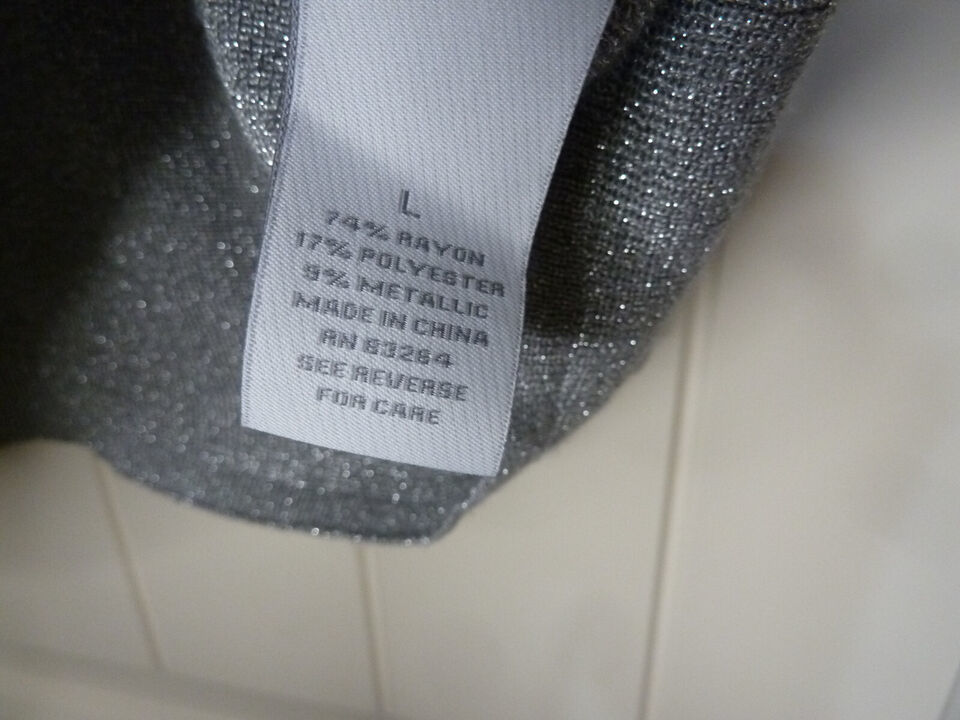 L
74% RAYON
17% POLYESTER
9% METALLIC
MADE IN CHINA
RN 63264
SEE REVERSE
FOR CARE